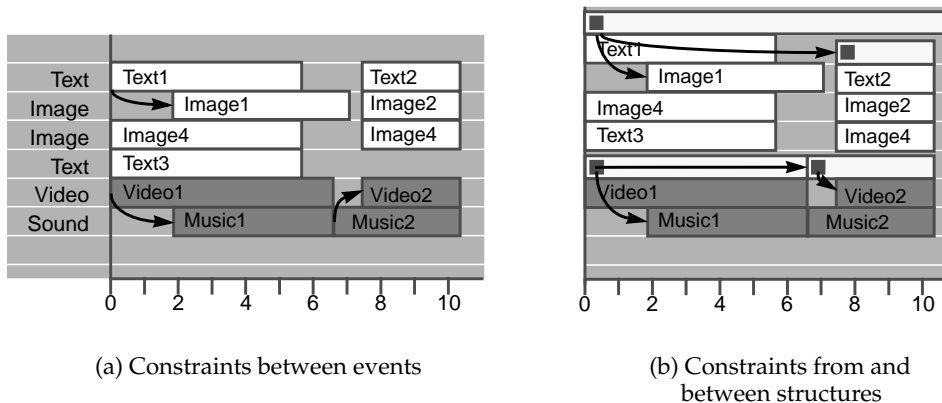 Text Text1 Text2
Image Image1 Image2
Image Image4 Image4
Text Text3
Video Video1 Video2
Sound Music1 Music2
0 2 4 6 8 10
(a) Constraints between events
Text1
Image1 Text2
Image4 Image2
Text3 Image4
Video1 Video2
Music1 Music2
0 2 4 6 8 10
(b) Constraints from and
between structures